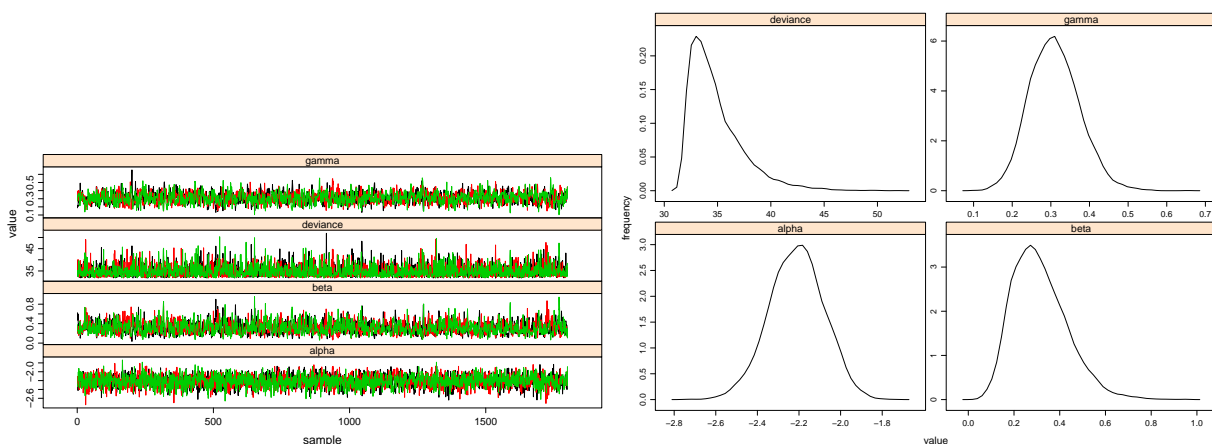 gamma
0.1 0.3 0.5
deviance
35 45
beta
0.0 0.4 0.8
alpha
−2.6 −2.0
value
0 500 1000 1500
sample
deviance
0.00 0.05 0.10 0.15 0.20
30 35 40 45 50
gamma
0 2 4 6
0.1 0.2 0.3 0.4 0.5 0.6 0.7
alpha
0.0 0.5 1.0 1.5 2.0 2.5 3.0
−2.8 −2.6 −2.4 −2.2 −2.0 −1.8
beta
0 1 2 3
0.0 0.2 0.4 0.6 0.8 1.0
frequency
value